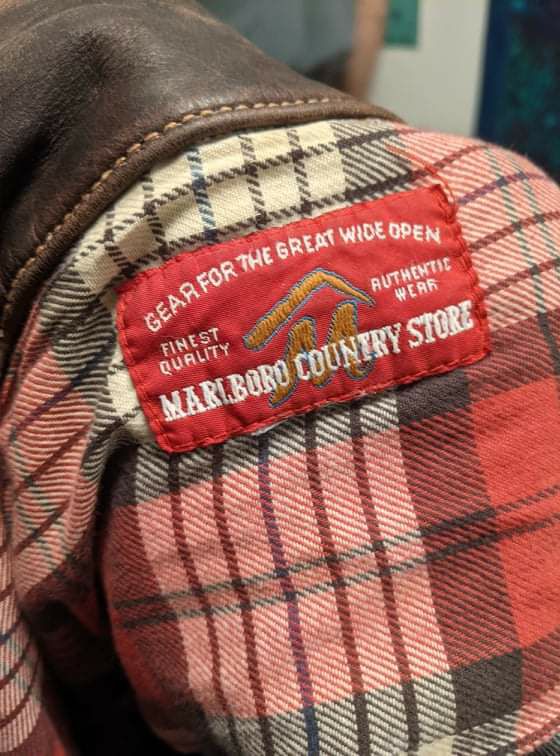 GEAR FOR THE GREAT WIDE OPEN
FINEST
QUALITY
M
AUTHENTIC
WEAR
MARLBORO COUNTRY STORE